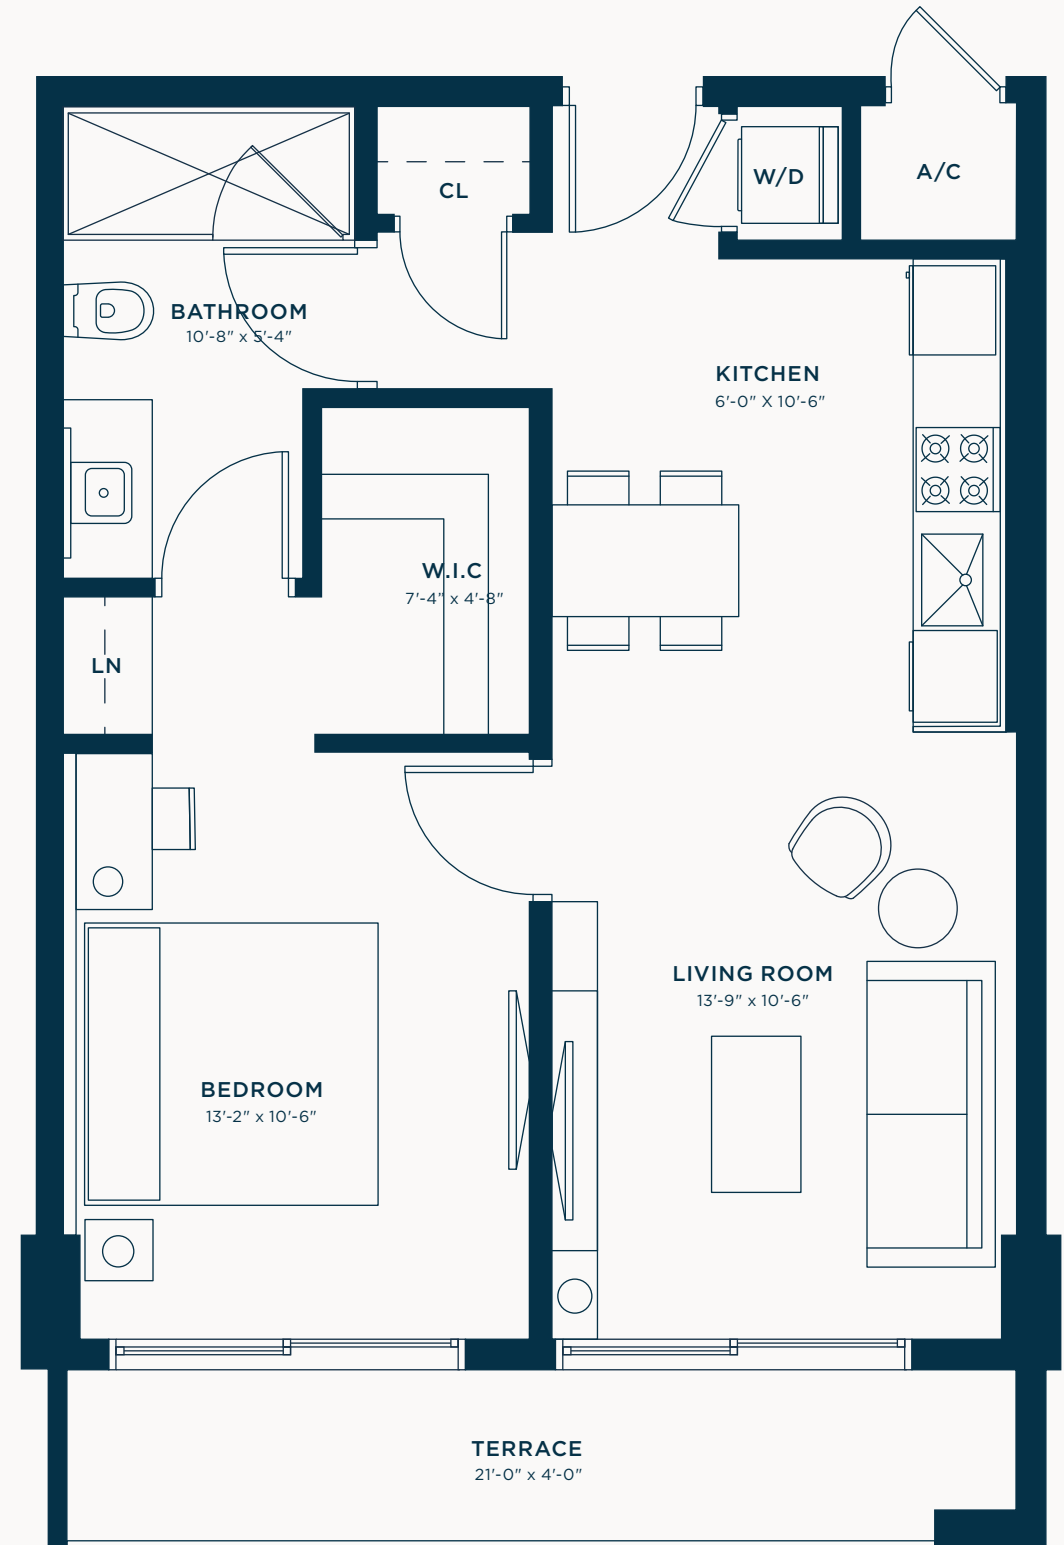 W/D
A/C
CL
BATHROOM
10'-8" x 5'-4"
KITCHEN
6'-0" X 10'-6"
W.I.C
7'-4" x 4'-8"
LN
LIVING ROOM
13'-9" x 10'-6"
BEDROOM
13'-2" x 10'-6"
TERRACE
21'-0" x 4'-0"